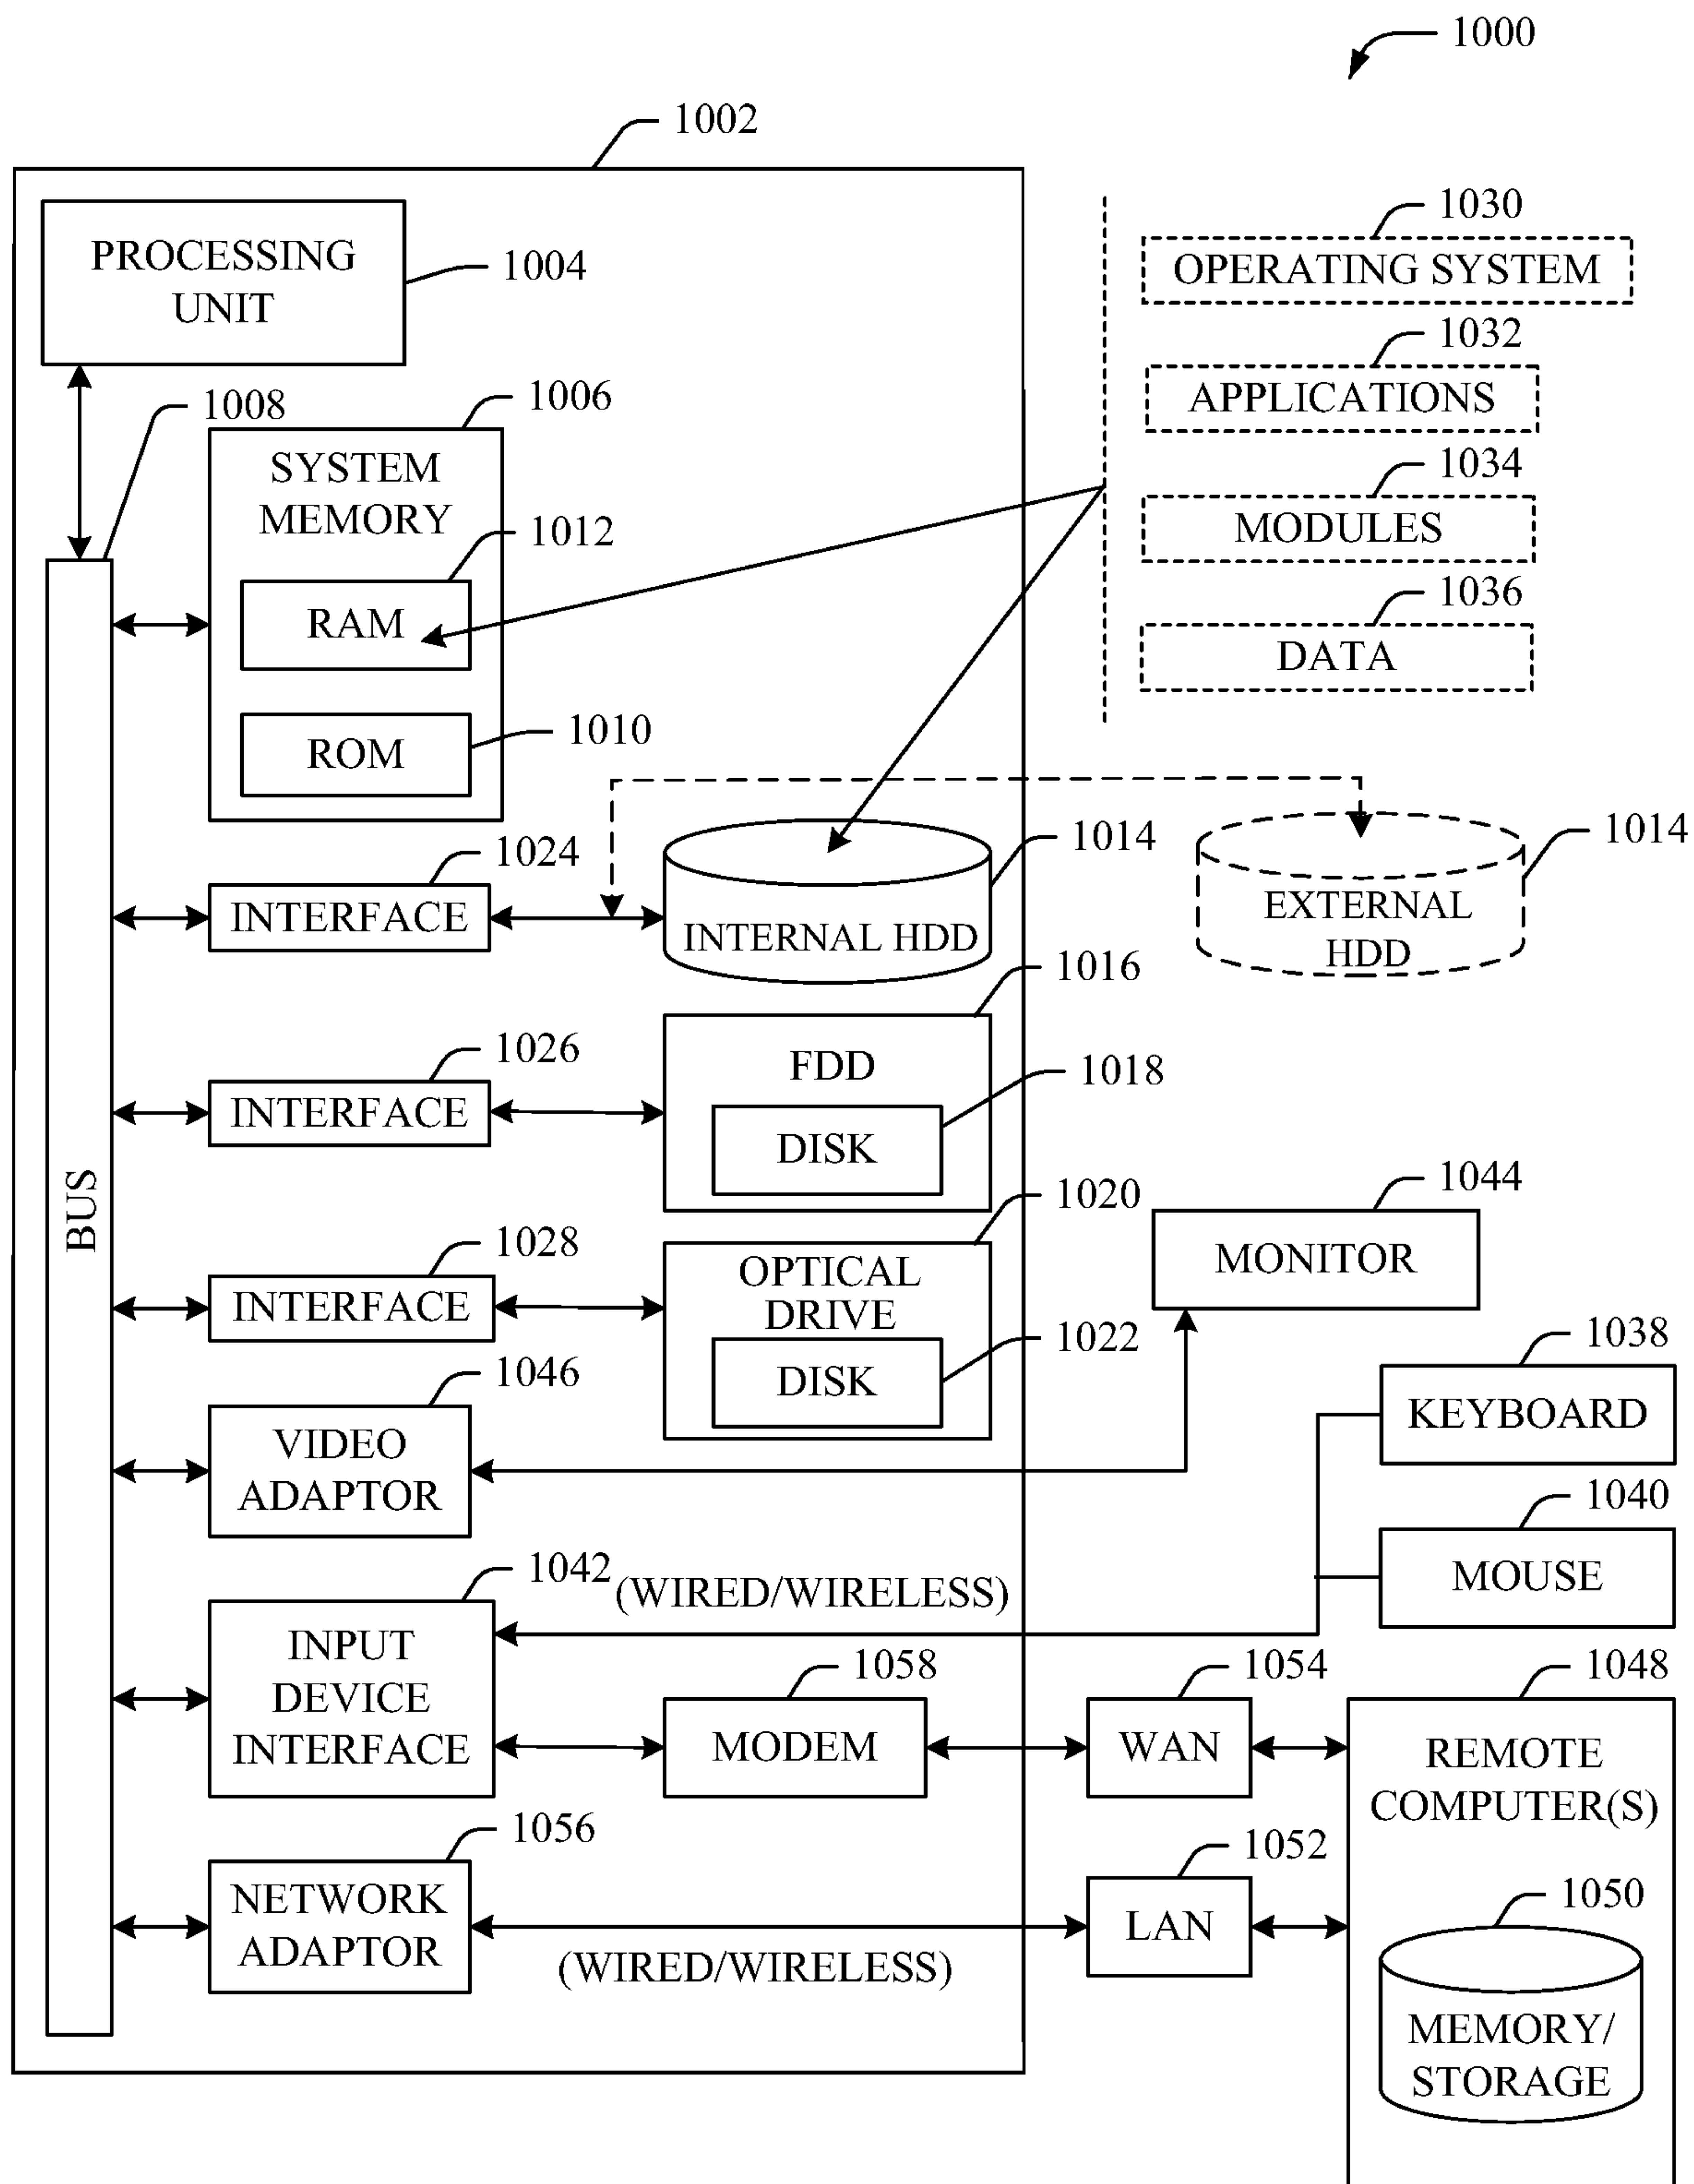 1000
1002
PROCESSING
UNIT
1004
1030
OPERATING SYSTEM
1032
APPLICATIONS
1034
MODULES
1036
DATA
1008
1006
SYSTEM
MEMORY
1012
RAM
1010
ROM
BUS
1024
INTERFACE
1014
INTERNAL HDD
1014
EXTERNAL
HDD
1026
INTERFACE
1016
FDD
1018
DISK
1028
INTERFACE
1020
OPTICAL
DRIVE
1022
DISK
1044
MONITOR
1046
VIDEO
ADAPTOR
1038
KEYBOARD
1040
MOUSE
1042
(WIRED/WIRELESS)
INPUT
DEVICE
INTERFACE
1058
MODEM
1054
WAN
1048
REMOTE
COMPUTER(S)
1056
NETWORK
ADAPTOR
(WIRED/WIRELESS)
1052
LAN
1050
MEMORY/
STORAGE